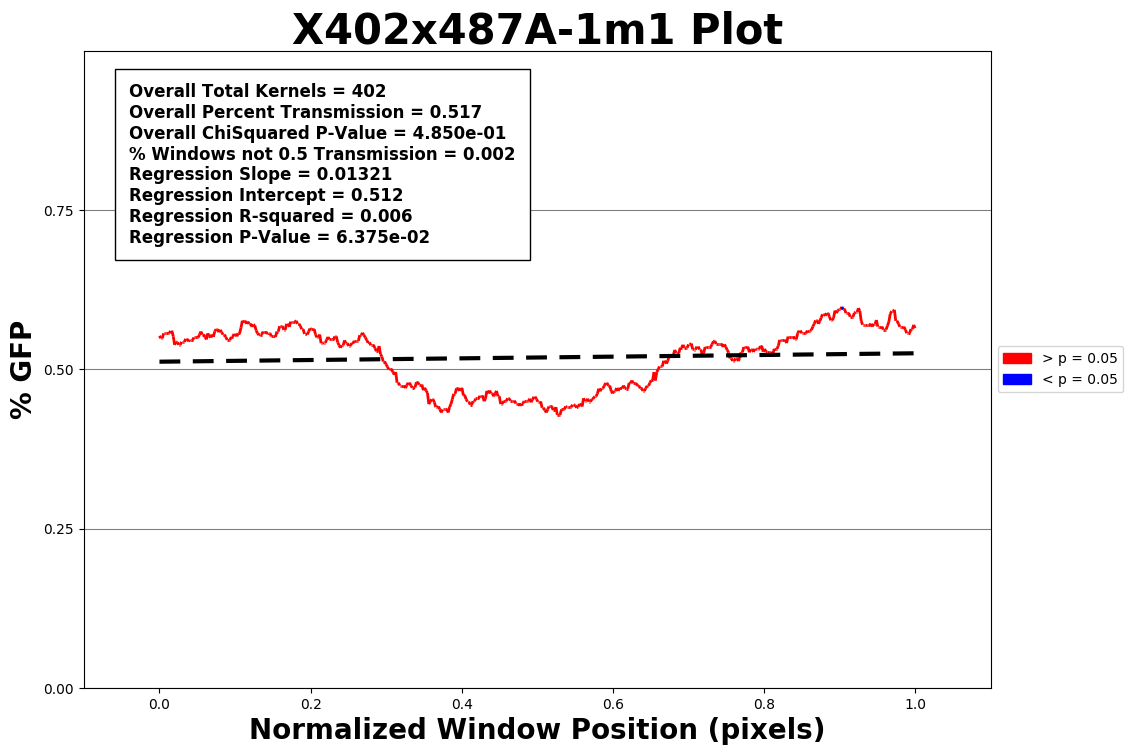 X402x487A-1m1 Plot
Overall Total Kernels = 402
Overall Percent Transmission = 0.517
Overall ChiSquared P-Value = 4.850e-01
% Windows not 0.5 Transmission = 0.002
Regression Slope = 0.01321
Regression Intercept = 0.512
Regression R-squared = 0.006
Regression P-Value = 6.375e-02
0.75
0.50
0.25
0.00
% GFP
> p = 0.05
< p = 0.05
0.0 0.2 0.4 0.6 0.8 1.0
Normalized Window Position (pixels)